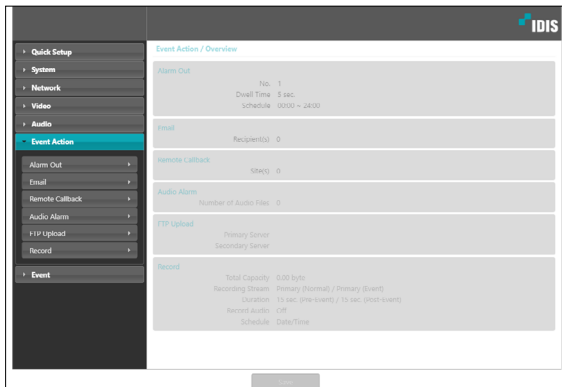 IDIS
Quick Setup
System
Network
Video
Audio
Event Action
Alarm Out
Email
Remote Callback
Audio Alarm
FTP Upload
Record
Event
Event Action / Overview
Alarm Out
No. 1
Dwell Time 5 sec.
Schedule 00:00 ~ 24:00
Email
Recipient(s) 0
Remote Callback
Site(s) 0
Audio Alarm
Number of Audio Files 0
FTP Upload
Primary Server
Secondary Server
Record
Total Capacity 0.00 byte
Recording Stream Primary (Normal) / Primary (Event)
Duration 15 sec. (pre-event) / 15 sec. (post-event)
Record Audio Off
Schedule Date/Time